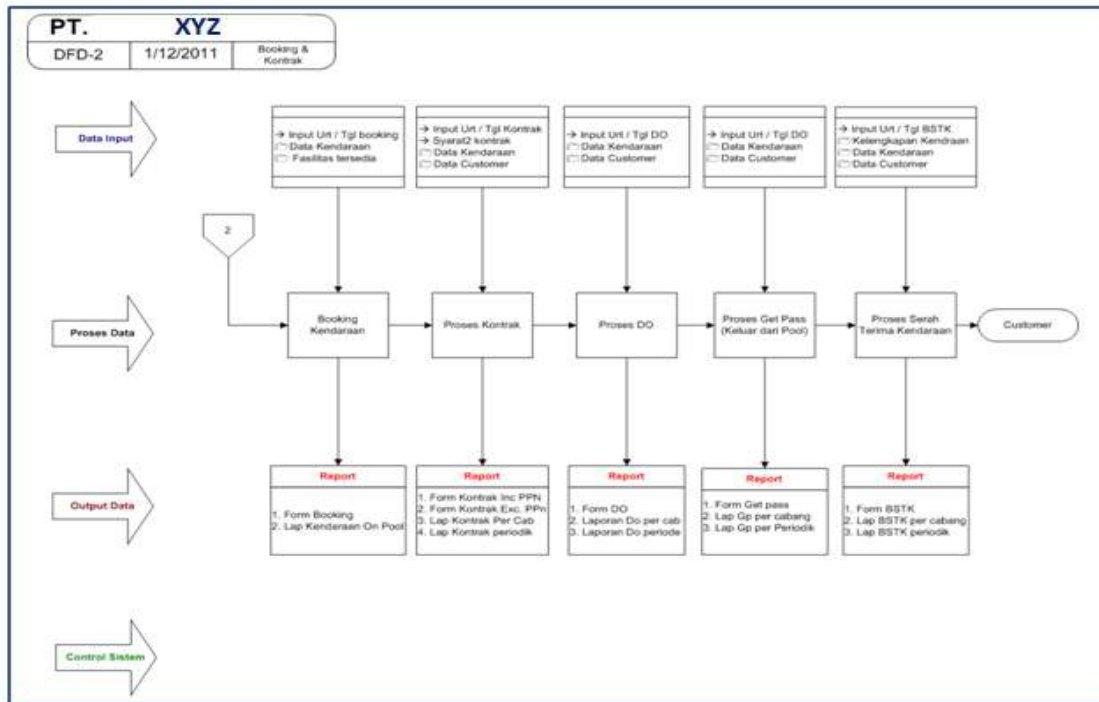 PT. XYZ
DFD-2
1/12/2011
Booking &
Kontrak
Data Input
→ Input Urt / Tgl booking
Data Kendaraan
Fasilitas tersedia
→ Input Urt / Tgl Kontrak
→ Syarat2 kontrak
Data Kendaraan
Data Customer
→ Input Urt / Tgl DO
Data Kendaraan
Data Customer
→ Input Urt / Tgl DO
Data Kendaraan
Data Customer
→ Input Urt / Tgl BSTK
Kelengkapan Kendraan
Data Kendaraan
Data Customer
2
Proses Data
Booking
Kendaraan
Proses Kontrak
Proses DO
Proses Get Pass
(Keluar dari Pool)
Proses Serah
Terima Kendaraan
Customer
Output Data
Report
1. Form Booking
2. Lap Kenderaan On Pool
Report
1. Form Kontrak Inc PPN
2. Form Kontrak Exc. PPn
3. Lap Kontrak Per Cab
4. Lap Kontrak periodik
Report
1. Form DO
2. Laporan Do per cab
3. Laporan Do periode
Report
1. Form Get pass
2. Lap Gp per cabang
3. Lap Gp per Periodik
Report
1. Form BSTK
2. Lap BSTK per cabang
3. Lap BSTK periodik
Control Sistem